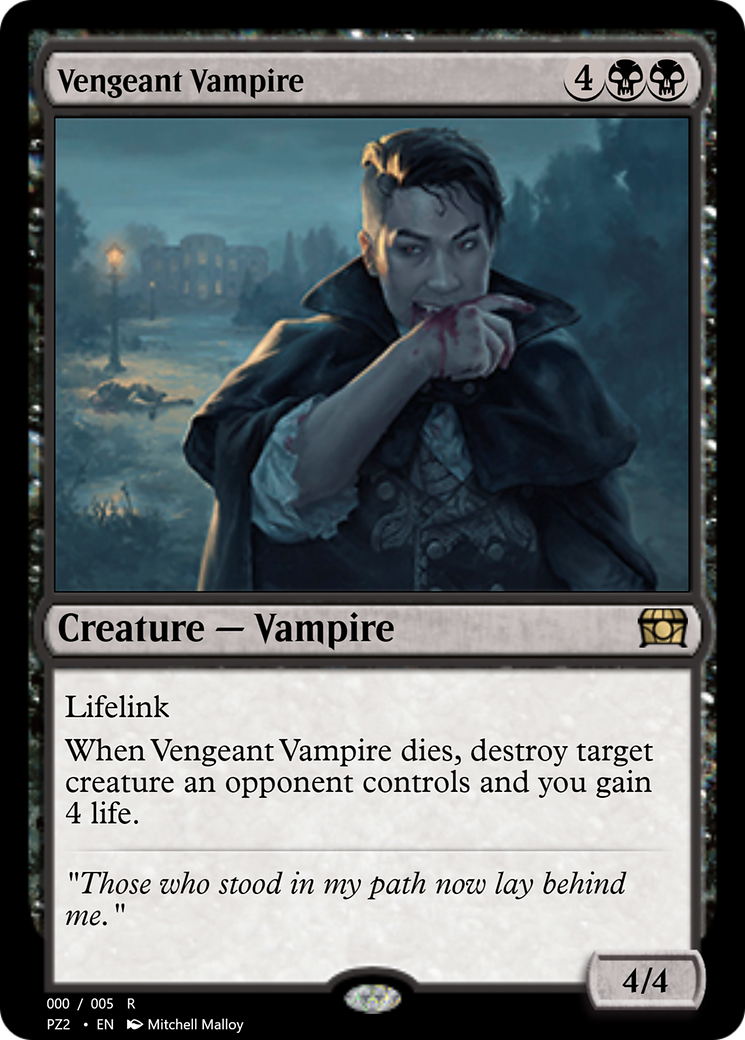 Vengeant Vampire 4
Creature — Vampire
Lifelink
When Vengeant Vampire dies, destroy target
creature an opponent controls and you gain
4 life.
"Those who stood in my path now lay behind
me."
4/4
000 / 005 R
PZ2 • EN Mitchell Malloy